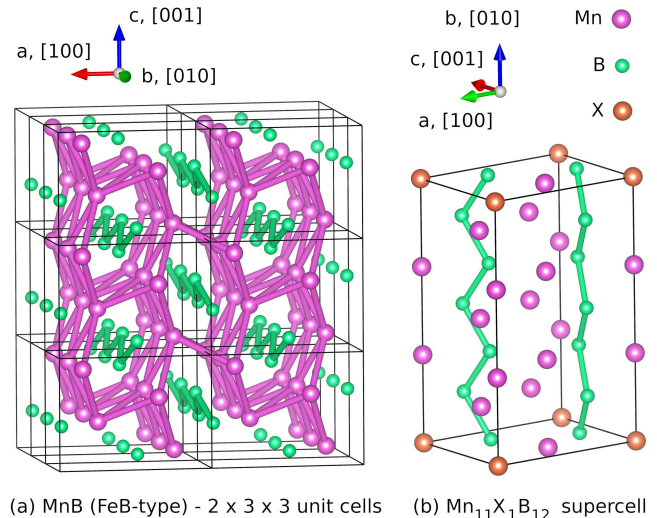 c, [001]
a, [100]
b, [010]
b, [010]
c, [001]
a, [100]
Mn
B
X
(a) MnB (FeB-type) - 2 x 3 x 3 unit cells
(b) Mn₁₁X₁B₁₂ supercell